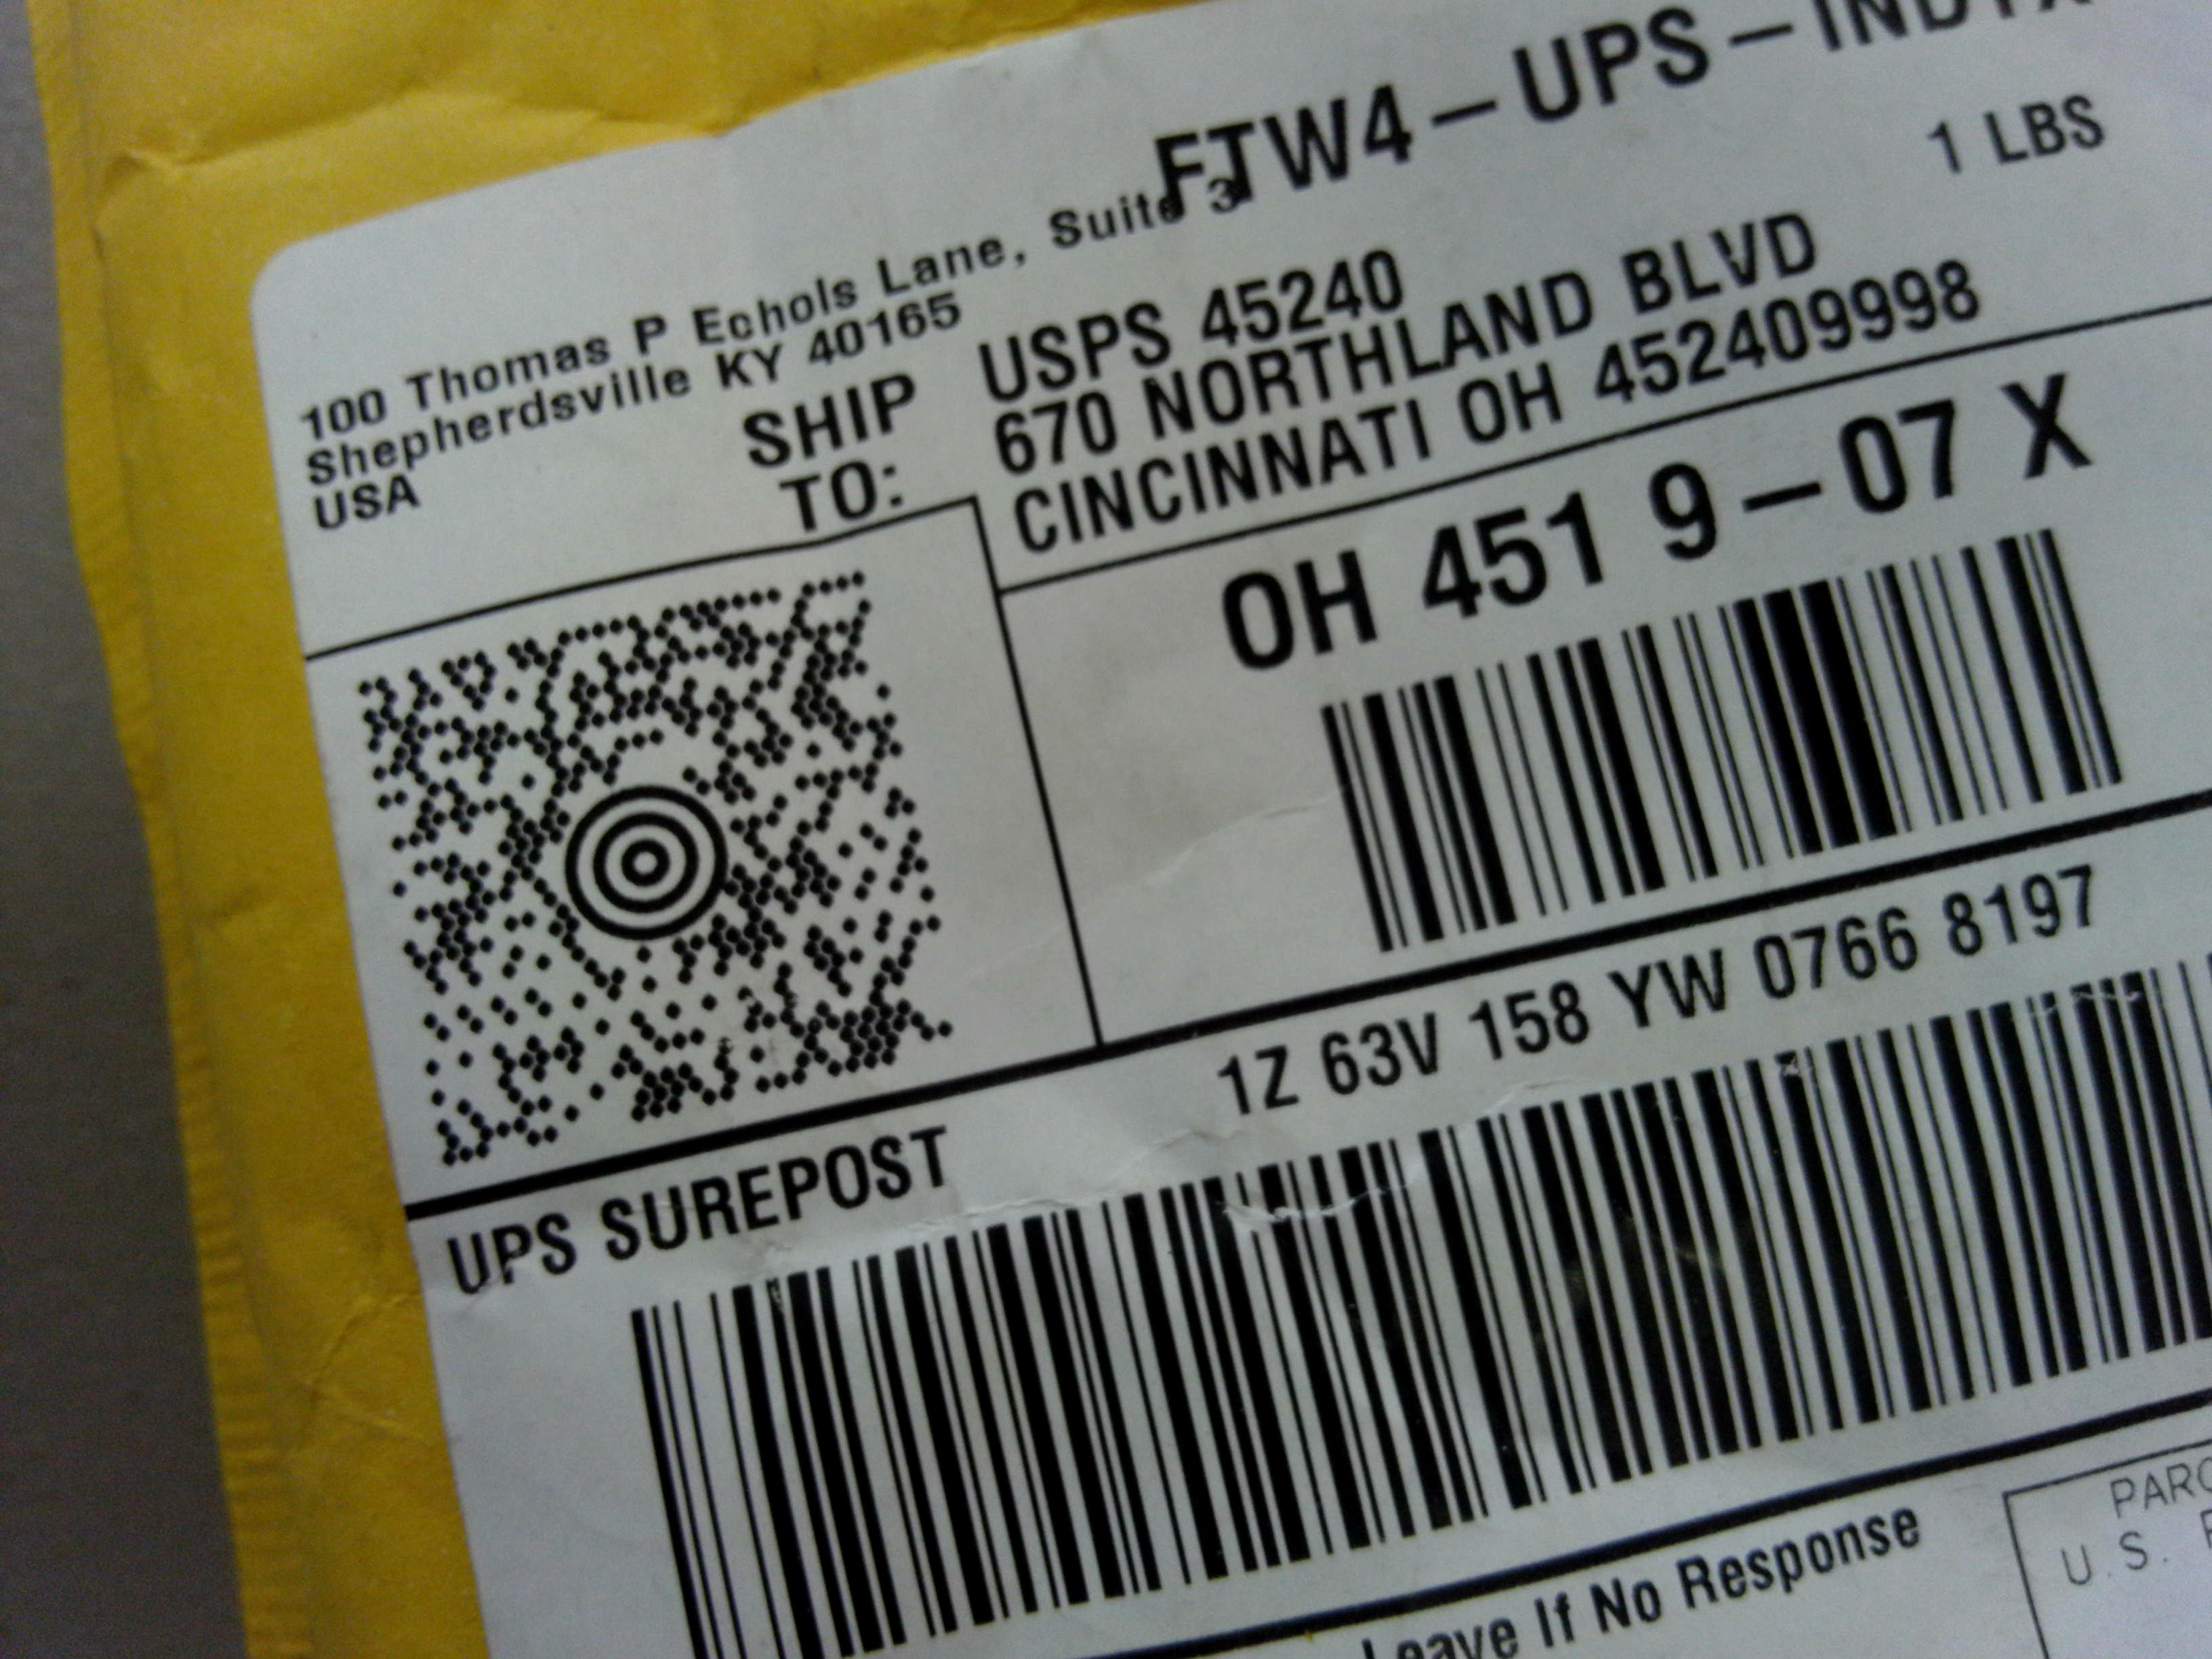 FTW4-UPS-IND1X
1 LBS
100 Thomas P Echols Lane, Suite 3
Shepherdsville KY 40165
USA
SHIP
TO:
USPS 45240
670 NORTHLAND BLVD
CINCINNATI OH 452409998
OH 451 9-07 X
UPS SUREPOST
1Z 63V 158 YW 0766 8197
Leave If No Response
U.S.